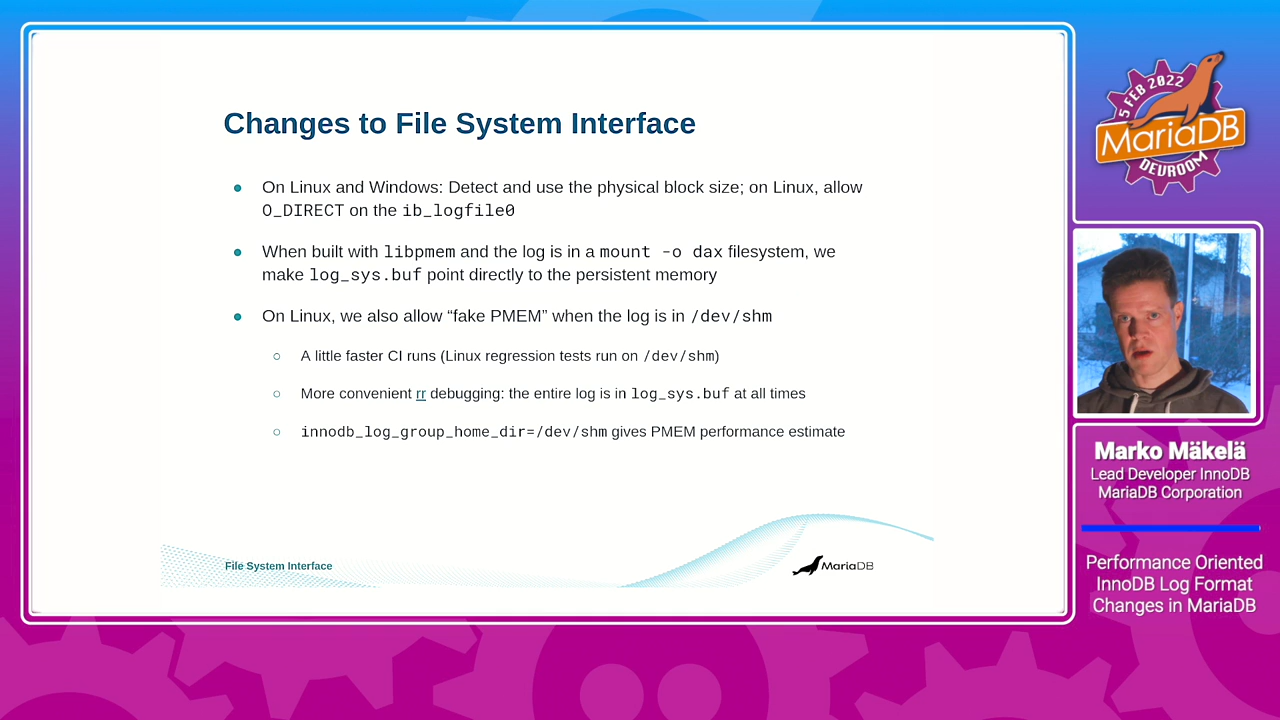 Changes to File System Interface
On Linux and Windows: Detect and use the physical block size; on Linux, allow
O_DIRECT on the ib_logfile0
When built with libpmem and the log is in a mount -o dax filesystem, we
make log_sys.buf point directly to the persistent memory
On Linux, we also allow “fake PMEM” when the log is in /dev/shm
A little faster CI runs (Linux regression tests run on /dev/shm)
More convenient rr debugging: the entire log is in log_sys.buf at all times
innodb_log_group_home_dir=/dev/shm gives PMEM performance estimate
File System Interface
MariaDB
5 FEB 2022
MariaDB
DEVROOM
Marko Mäkelä
Lead Developer InnoDB
MariaDB Corporation
Performance Oriented
InnoDB Log Format
Changes in MariaDB